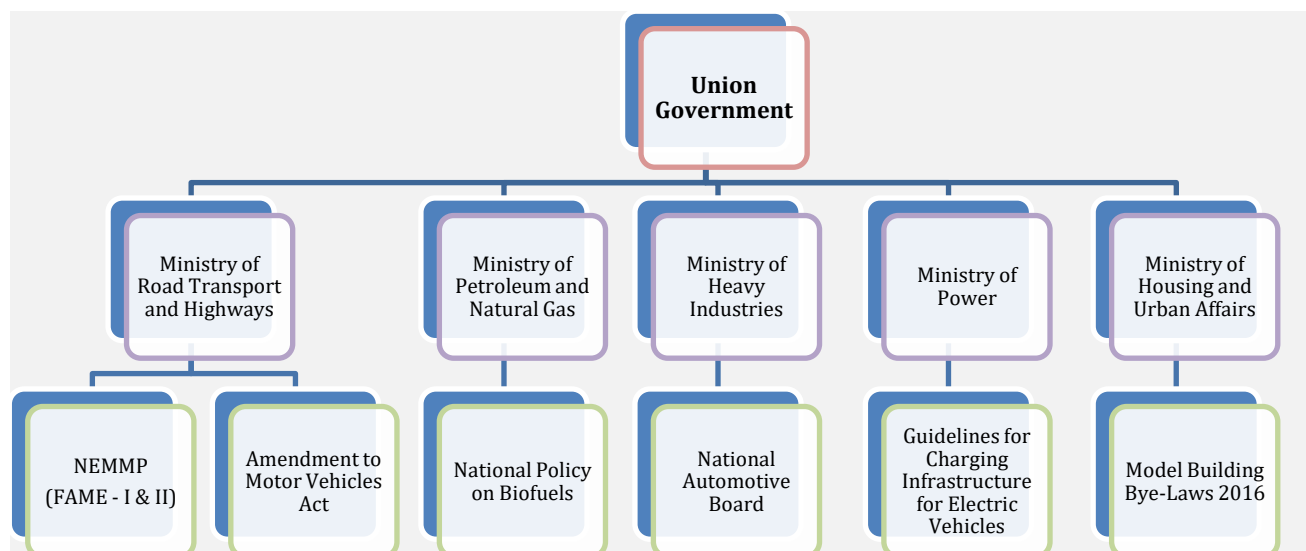 Union
Government
Ministry of
Road Transport
and Highways
Ministry of
Petroleum and
Natural Gas
Ministry of
Heavy
Industries
Ministry of
Power
Ministry of
Housing and
Urban Affairs
NEMMP
(FAME - I & II)
Amendment to
Motor Vehicles
Act
National Policy
on Biofuels
National
Automotive
Board
Guidelines for
Charging
Infrastructure
for Electric
Vehicles
Model Building
Bye-Laws 2016